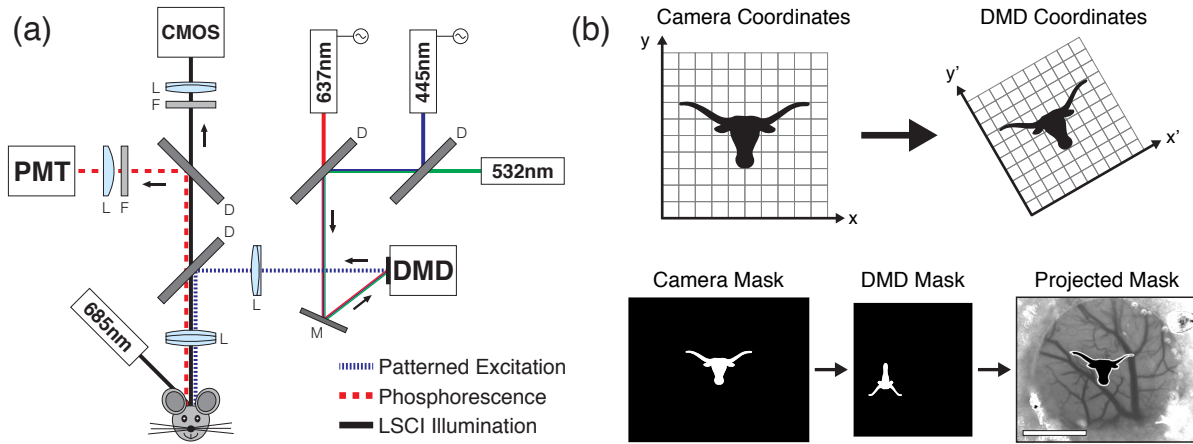 (a)
CMOS
L
F
PMT
L
F
D
D
637nm
445nm
D
D
532nm
L
DMD
M
685nm
L
Patterned Excitation
Phosphorescence
LSCI Illumination
(b)
Camera Coordinates
DMD Coordinates
y
x
y'
x'
Camera Mask
DMD Mask
Projected Mask